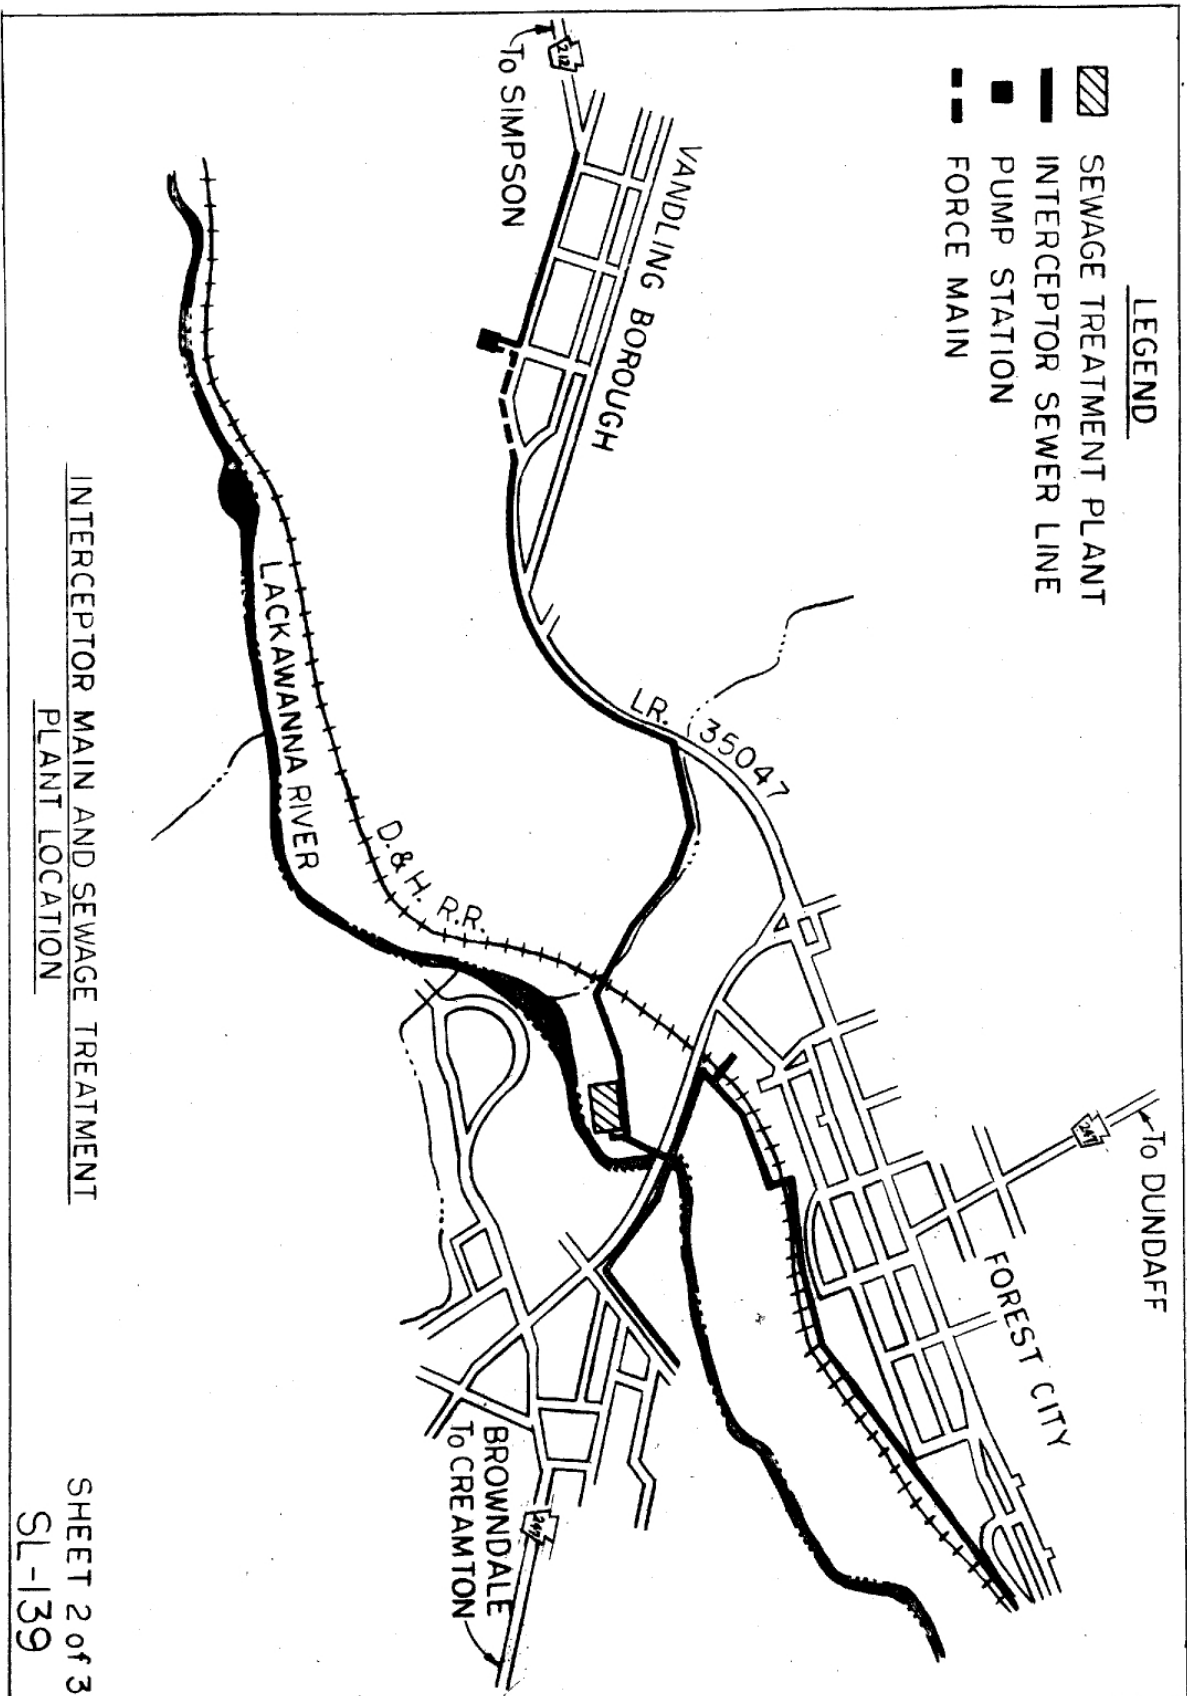 LEGEND
SEWAGE TREATMENT PLANT
INTERCEPTOR SEWER LINE
PUMP STATION
FORCE MAIN
To DUNDAFF
247
FOREST CITY
VANDLING BOROUGH
212
To SIMPSON
LR. 35047
D.&H. R.R.
LACKAWANNA RIVER
247
BROWNDALE
To CREAMTON
INTERCEPTOR MAIN AND SEWAGE TREATMENT
PLANT LOCATION
SHEET 2 of 3
SL-139